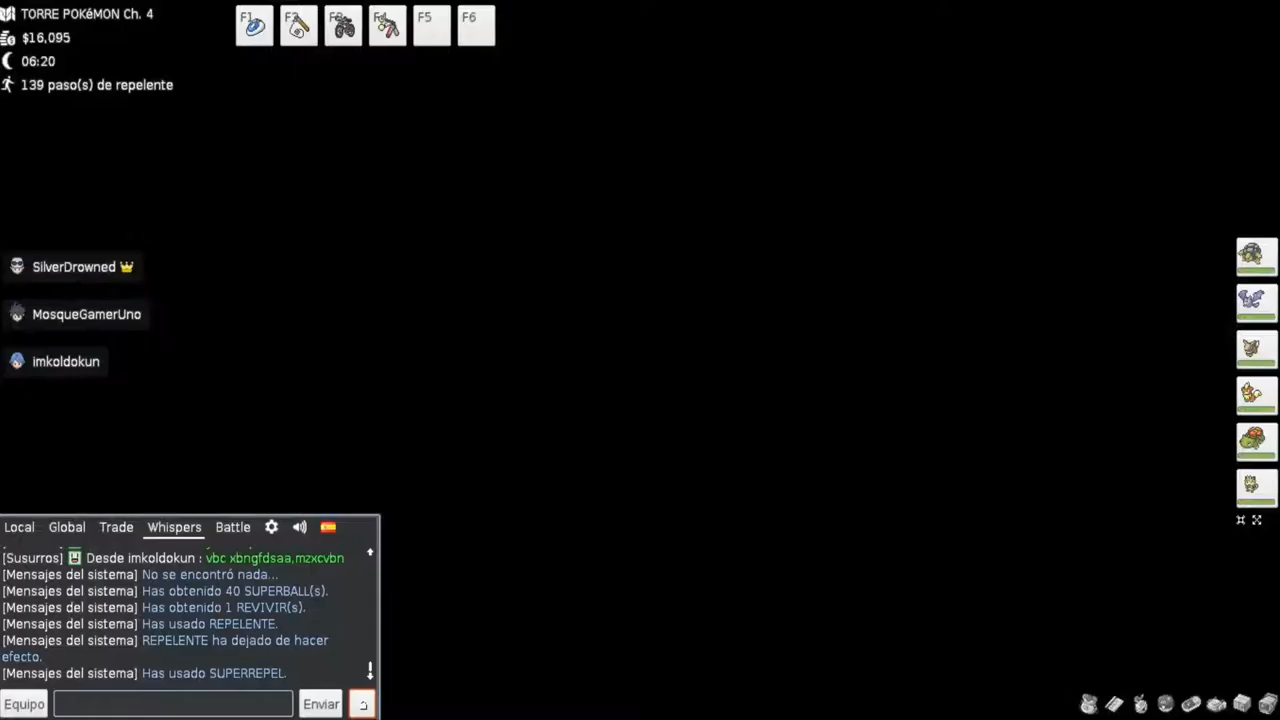 TORRE POKéMON Ch. 4
$16,095
06:20
139 paso(s) de repelente
F1 F2 F3 F4 F5 F6
SilverDrowned
MosqueGamerUno
imkoldokun
Local Global Trade Whispers Battle
[Susurros] Desde imkoldokun : vbc xbngfdsaa,mzxcvbn
[Mensajes del sistema] No se encontró nada...
[Mensajes del sistema] Has obtenido 40 SUPERBALL(s).
[Mensajes del sistema] Has obtenido 1 REVIVIR(s).
[Mensajes del sistema] Has usado REPELENTE.
[Mensajes del sistema] REPELENTE ha dejado de hacer
efecto.
[Mensajes del sistema] Has usado SUPERREPEL.
Equipo Enviar